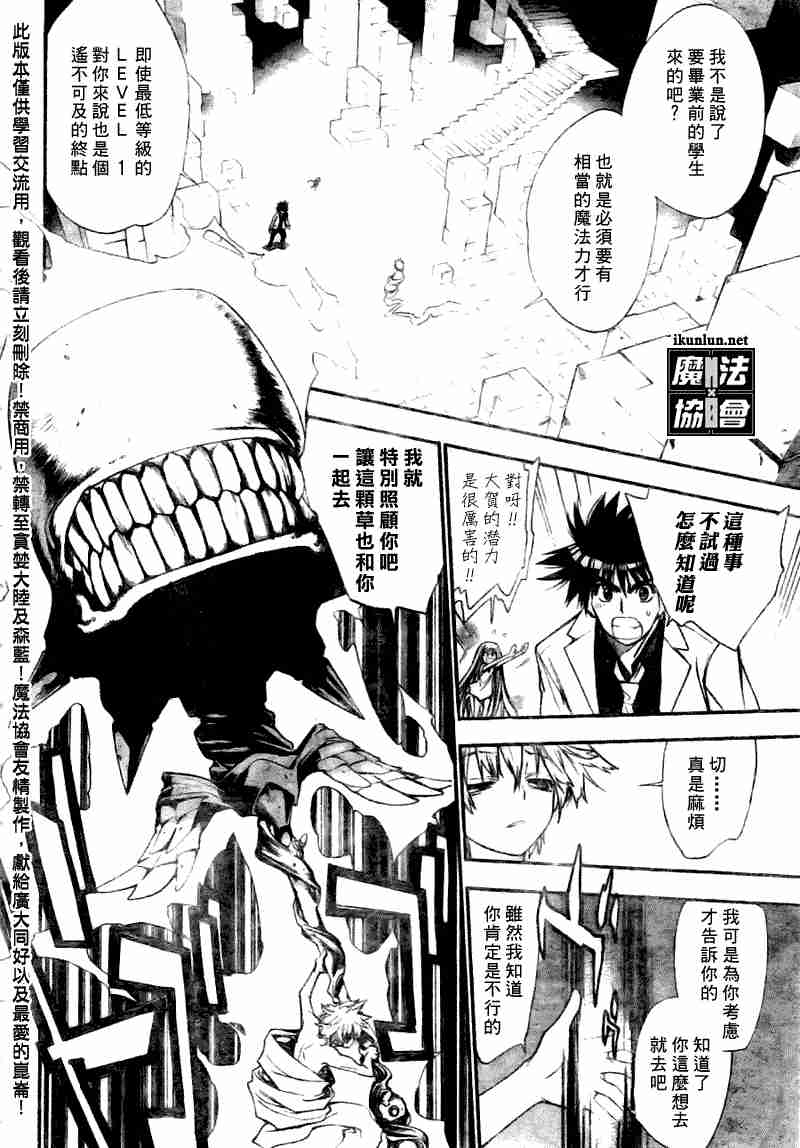 我不是說了
要畢業前的學生
來的吧?
也就是必須要有
相當的魔法力才行
即使最低等級的
LEVEL 1
對你來說也是個
遙不可及的終點
ikunlun.net
魔法
協會
這種事
不試過
怎麼知道呢
對呀!!
大賀的潛力
是很厲害的!!
切……
真是麻煩
我可是為你考慮
才告訴你的
知道了
你這麼想去
就去吧
雖然我知道
你肯定是不行的
我就
特別照顧你吧
讓這顆草也和你
一起去
此版本僅供學習交流用，觀看後請立刻刪除！禁商用，禁轉至貪婪大陸及森藍！魔法協會友情製作，獻給廣大同好以及最愛的崑崙！